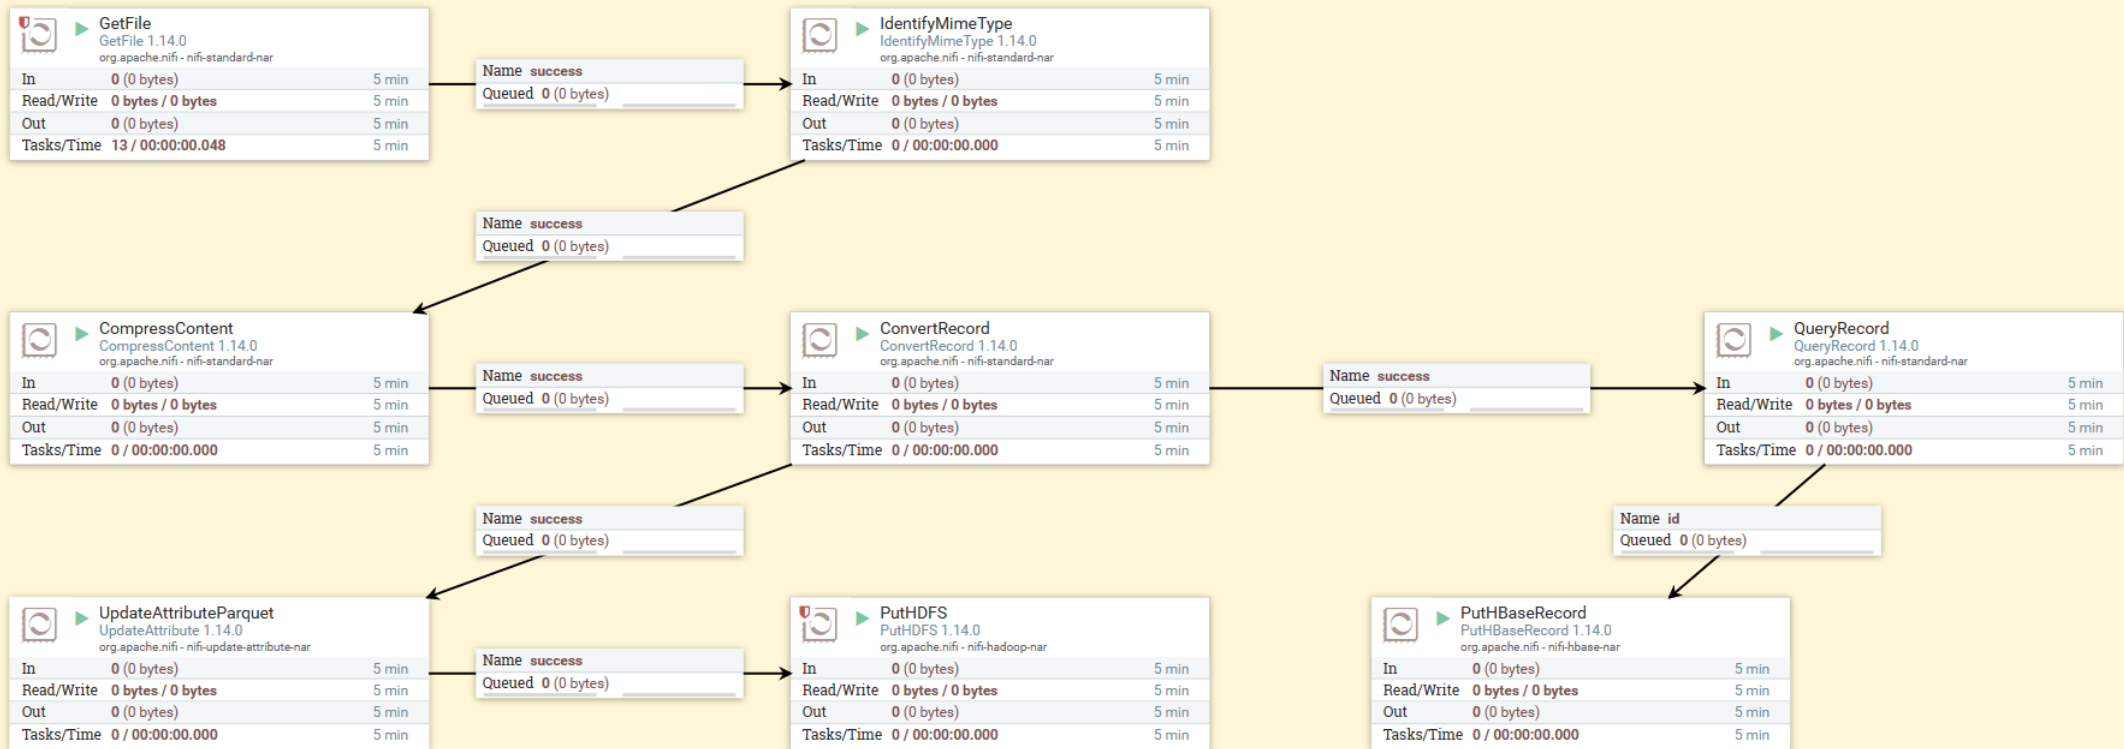 GetFile
GetFile 1.14.0
org.apache.nifi - nifi-standard-nar
In 0 (0 bytes) 5 min
Read/Write 0 bytes / 0 bytes 5 min
Out 0 (0 bytes) 5 min
Tasks/Time 13 / 00:00:00.048 5 min
Name success
Queued 0 (0 bytes)
IdentifyMimeType
IdentifyMimeType 1.14.0
org.apache.nifi - nifi-standard-nar
In 0 (0 bytes) 5 min
Read/Write 0 bytes / 0 bytes 5 min
Out 0 (0 bytes) 5 min
Tasks/Time 0 / 00:00:00.000 5 min
Name success
Queued 0 (0 bytes)
CompressContent
CompressContent 1.14.0
org.apache.nifi - nifi-standard-nar
In 0 (0 bytes) 5 min
Read/Write 0 bytes / 0 bytes 5 min
Out 0 (0 bytes) 5 min
Tasks/Time 0 / 00:00:00.000 5 min
Name success
Queued 0 (0 bytes)
ConvertRecord
ConvertRecord 1.14.0
org.apache.nifi - nifi-standard-nar
In 0 (0 bytes) 5 min
Read/Write 0 bytes / 0 bytes 5 min
Out 0 (0 bytes) 5 min
Tasks/Time 0 / 00:00:00.000 5 min
Name success
Queued 0 (0 bytes)
QueryRecord
QueryRecord 1.14.0
org.apache.nifi - nifi-standard-nar
In 0 (0 bytes) 5 min
Read/Write 0 bytes / 0 bytes 5 min
Out 0 (0 bytes) 5 min
Tasks/Time 0 / 00:00:00.000 5 min
Name success
Queued 0 (0 bytes)
Name id
Queued 0 (0 bytes)
UpdateAttributeParquet
UpdateAttribute 1.14.0
org.apache.nifi - nifi-update-attribute-nar
In 0 (0 bytes) 5 min
Read/Write 0 bytes / 0 bytes 5 min
Out 0 (0 bytes) 5 min
Tasks/Time 0 / 00:00:00.000 5 min
Name success
Queued 0 (0 bytes)
PutHDFS
PutHDFS 1.14.0
org.apache.nifi - nifi-hadoop-nar
In 0 (0 bytes) 5 min
Read/Write 0 bytes / 0 bytes 5 min
Out 0 (0 bytes) 5 min
Tasks/Time 0 / 00:00:00.000 5 min
PutHBaseRecord
PutHBaseRecord 1.14.0
org.apache.nifi - nifi-hbase-nar
In 0 (0 bytes) 5 min
Read/Write 0 bytes / 0 bytes 5 min
Out 0 (0 bytes) 5 min
Tasks/Time 0 / 00:00:00.000 5 min